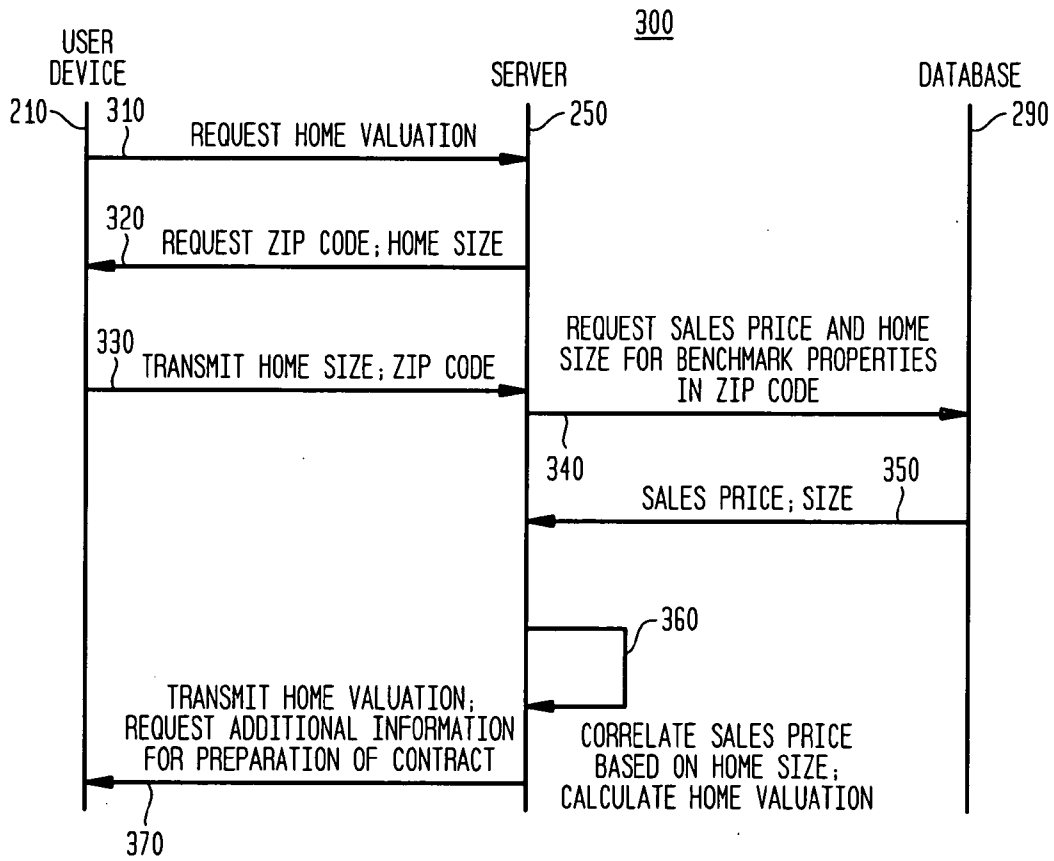 300
USER
DEVICE
SERVER
DATABASE
210
310
250
290
REQUEST HOME VALUATION
320
REQUEST ZIP CODE; HOME SIZE
330
TRANSMIT HOME SIZE; ZIP CODE
REQUEST SALES PRICE AND HOME
SIZE FOR BENCHMARK PROPERTIES
IN ZIP CODE
340
350
SALES PRICE; SIZE
360
TRANSMIT HOME VALUATION;
REQUEST ADDITIONAL INFORMATION
FOR PREPARATION OF CONTRACT
CORRELATE SALES PRICE
BASED ON HOME SIZE;
CALCULATE HOME VALUATION
370